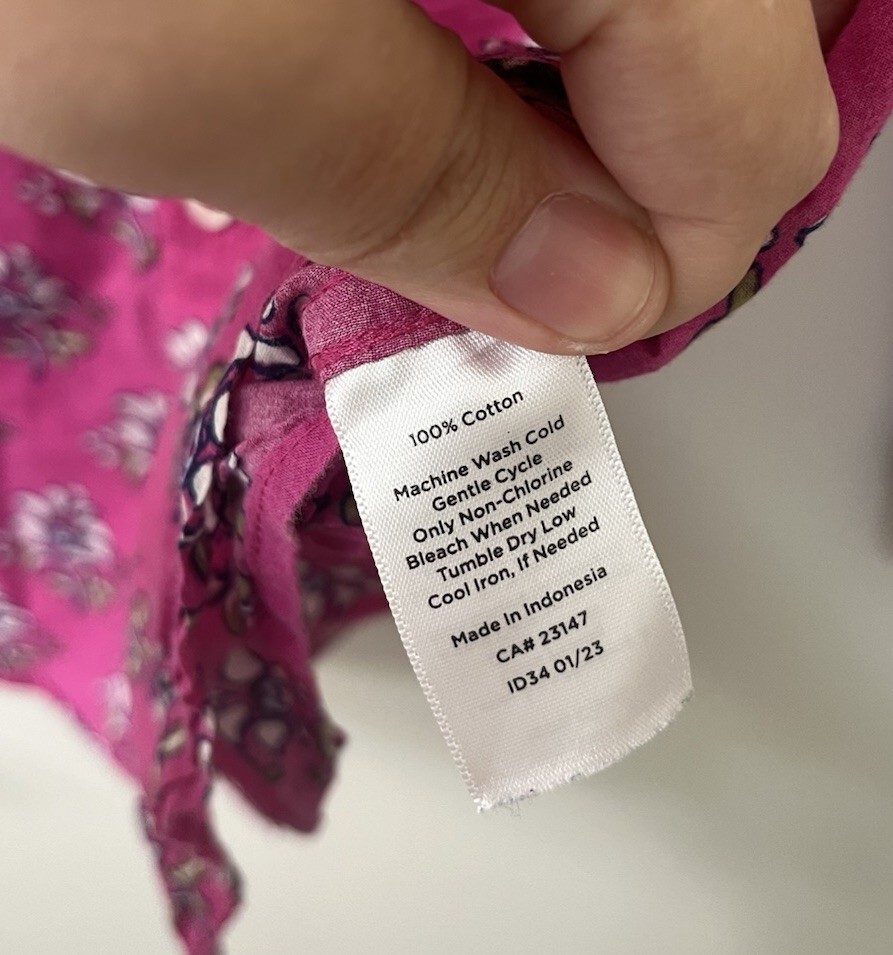 100% Cotton
Machine Wash Cold
Gentle Cycle
Only Non-Chlorine
Bleach When Needed
Tumble Dry Low
Cool Iron, If Needed
Made In Indonesia
CA# 23147
ID34 01/23